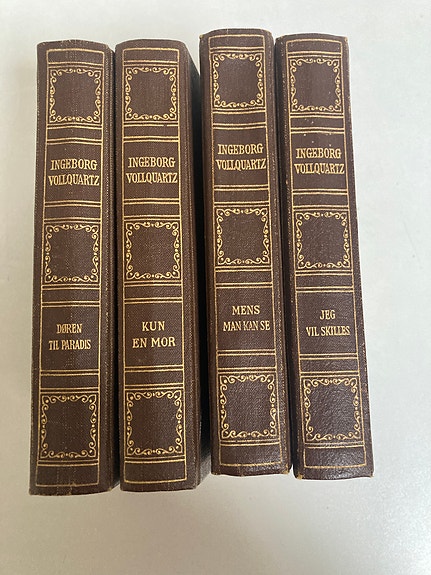 INGEBORG
VOLLQUARTZ
DØREN
TIL PARADIS
INGEBORG
VOLLQUARTZ
KUN
EN MOR
INGEBORG
VOLLQUARTZ
MENS
MAN KAN SE
INGEBORG
VOLLQUARTZ
JEG
VIL SKILLES